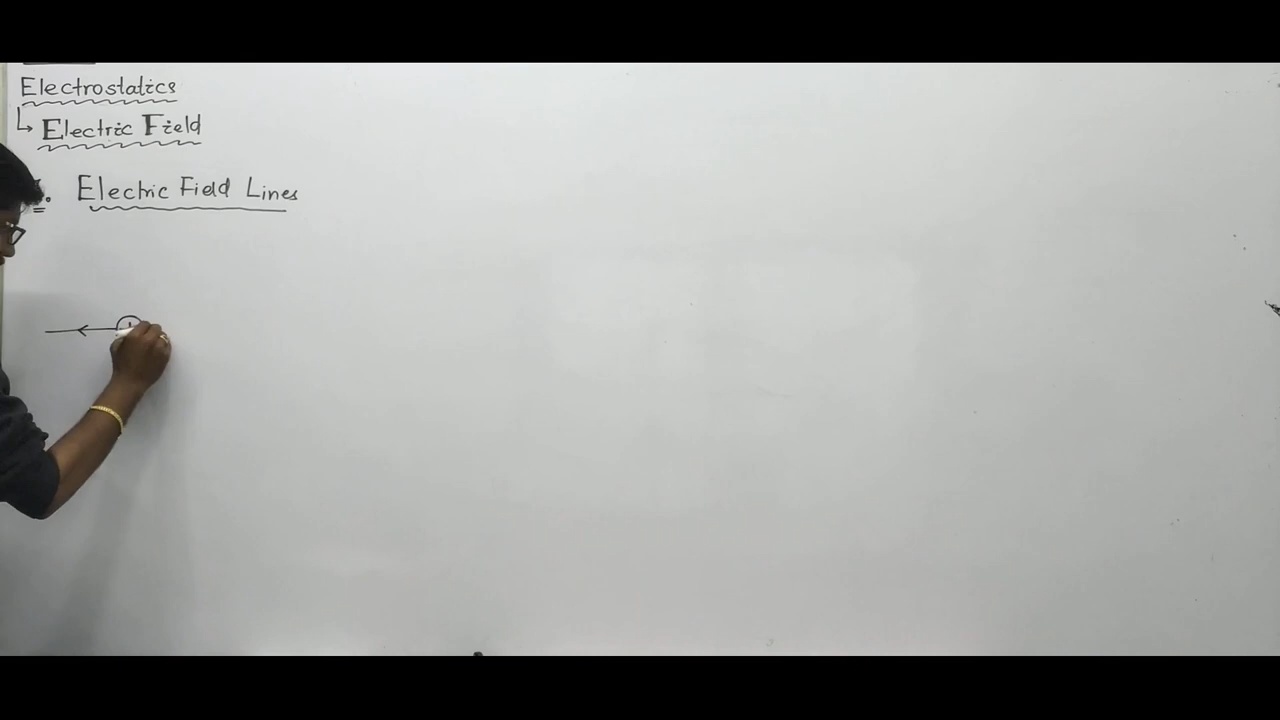 Electrostatics
↳ Electric Field
Electric Field Lines
+